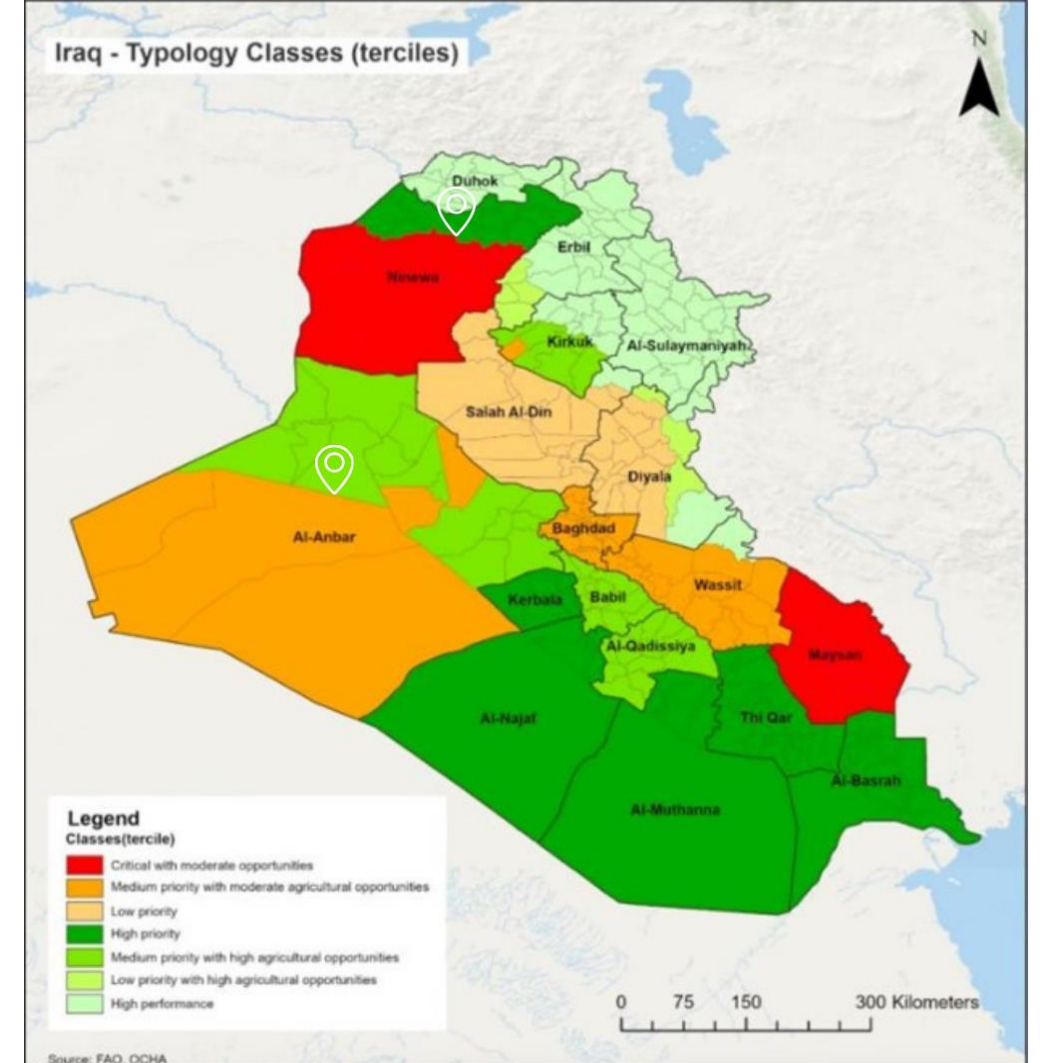 Iraq - Typology Classes (terciles)
N
Duhok
Erbil
Ninewa
Kirkuk
Al-Sulaymaniyah
Salah Al-Din
Diyala
Al-Anbar
Baghdad
Wassit
Kerbala
Babil
Al-Qadissiya
Maysan
Al-Najaf
Thi Qar
Al-Basrah
Al-Muthanna
Legend
Classes(tercile)
Critical with moderate opportunities
Medium priority with moderate agricultural opportunities
Low priority
High priority
Medium priority with high agricultural opportunities
Low priority with high agricultural opportunities
High performance
0 75 150 300 Kilometers
Source: FAO, OCHA